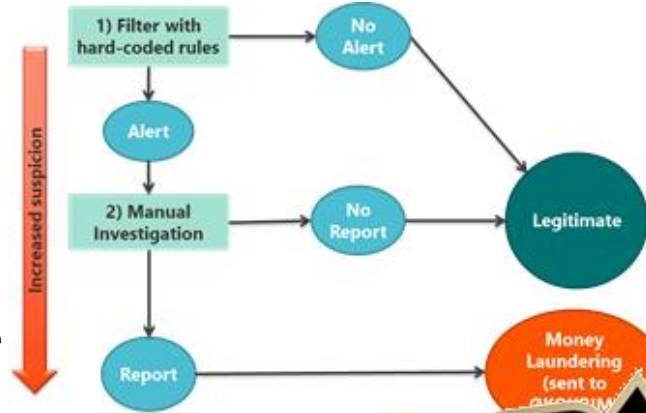 1) Filter with
hard-coded rules
No
Alert
Alert
Increased suspicion
2) Manual
Investigation
No
Report
Legitimate
Report
Money
Laundering
(sent to